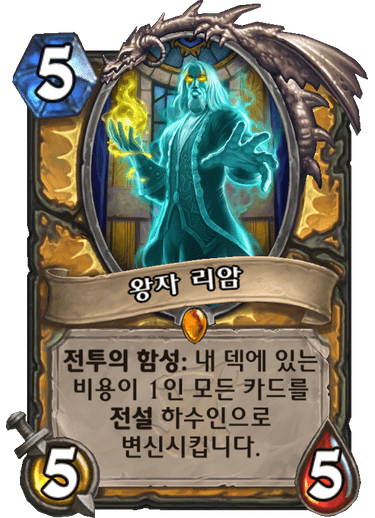 5
왕자 리암
전투의 함성: 내 덱에 있는
비용이 1인 모든 카드를
전설 하수인으로
변신시킵니다.
5
5